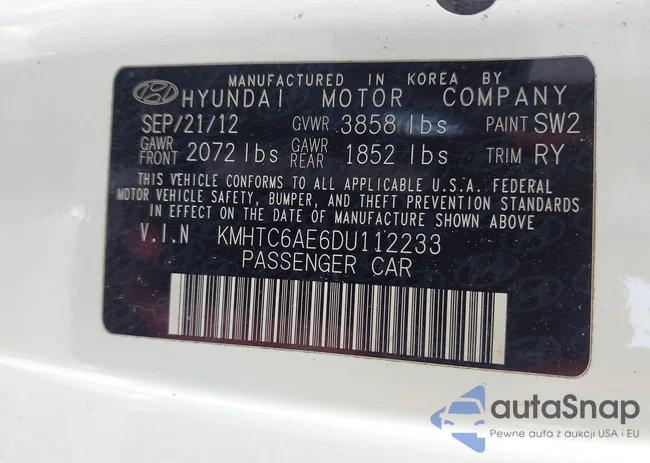 MANUFACTURED IN KOREA BY
HYUNDAI MOTOR COMPANY
SEP/21/12 GVWR 3858 lbs PAINT SW2
GAWR FRONT 2072 lbs GAWR REAR 1852 lbs TRIM RY
THIS VEHICLE CONFORMS TO ALL APPLICABLE U.S.A. FEDERAL
MOTOR VEHICLE SAFETY, BUMPER, AND THEFT PREVENTION STANDARDS
IN EFFECT ON THE DATE OF MANUFACTURE SHOWN ABOVE
V.I.N KMHTC6AE6DU112233
PASSENGER CAR
autaSnap
Pewne auta z aukcji USA i EU